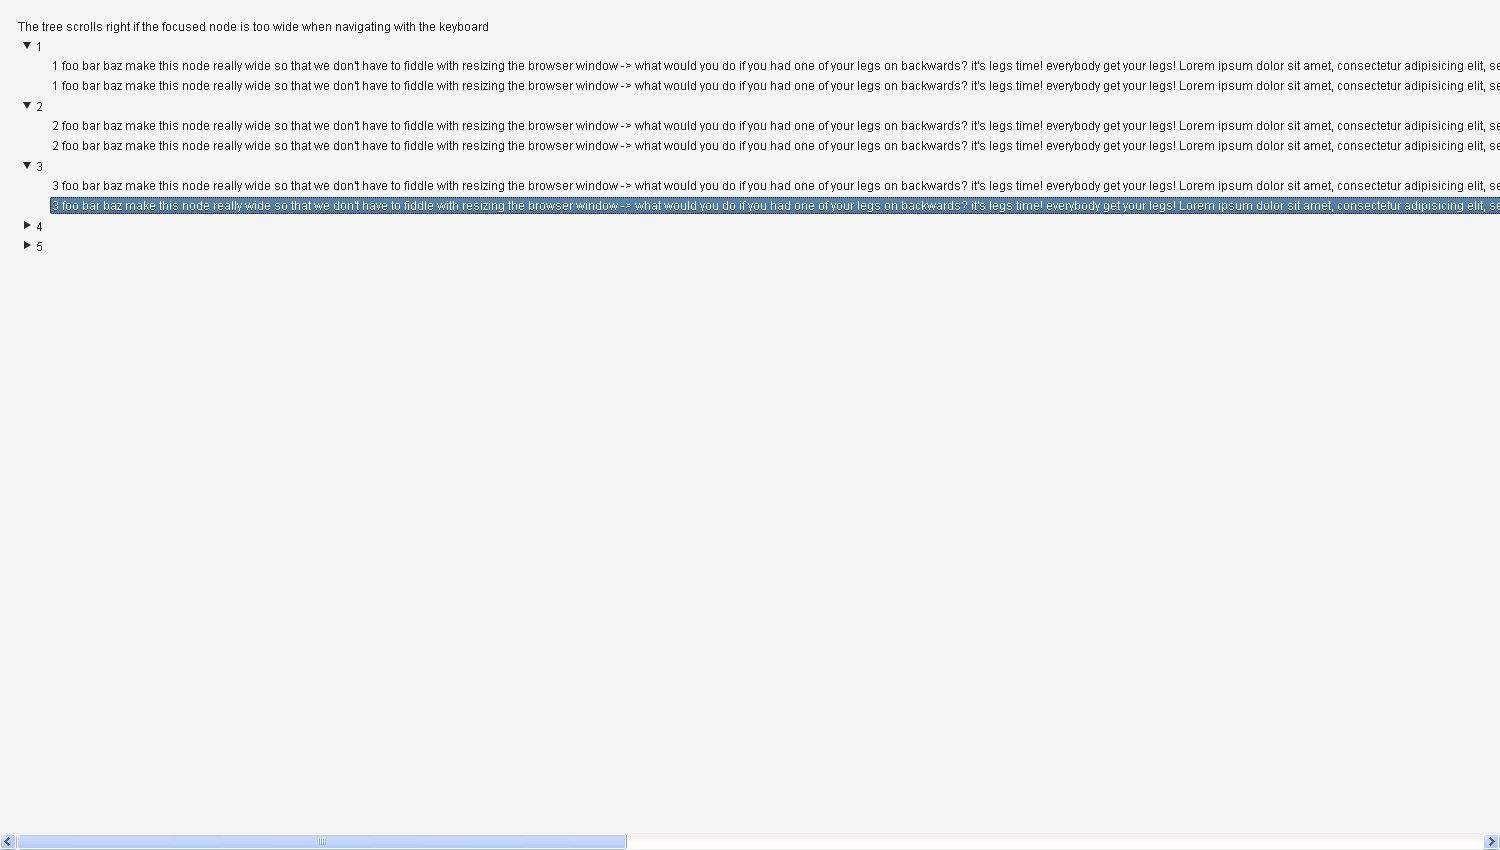 The tree scrolls right if the focused node is too wide when navigating with the keyboard
1
1 foo bar baz make this node really wide so that we don't have to fiddle with resizing the browser window -> what would you do if you had one of your legs on backwards? it's legs time! everybody get your legs! Lorem ipsum dolor sit amet, consectetur adipisicing elit, se
1 foo bar baz make this node really wide so that we don't have to fiddle with resizing the browser window -> what would you do if you had one of your legs on backwards? it's legs time! everybody get your legs! Lorem ipsum dolor sit amet, consectetur adipisicing elit, se
2
2 foo bar baz make this node really wide so that we don't have to fiddle with resizing the browser window -> what would you do if you had one of your legs on backwards? it's legs time! everybody get your legs! Lorem ipsum dolor sit amet, consectetur adipisicing elit, se
2 foo bar baz make this node really wide so that we don't have to fiddle with resizing the browser window -> what would you do if you had one of your legs on backwards? it's legs time! everybody get your legs! Lorem ipsum dolor sit amet, consectetur adipisicing elit, se
3
3 foo bar baz make this node really wide so that we don't have to fiddle with resizing the browser window -> what would you do if you had one of your legs on backwards? it's legs time! everybody get your legs! Lorem ipsum dolor sit amet, consectetur adipisicing elit, se
3 foo bar baz make this node really wide so that we don't have to fiddle with resizing the browser window -> what would you do if you had one of your legs on backwards? it's legs time! everybody get your legs! Lorem ipsum dolor sit amet, consectetur adipisicing elit, se
4
5